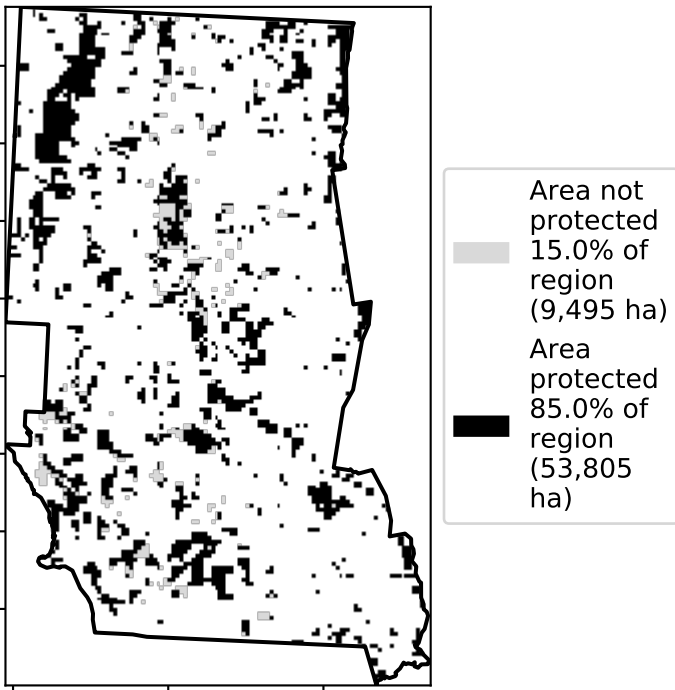 Area not
protected
15.0% of
region
(9,495 ha)
Area
protected
85.0% of
region
(53,805
ha)